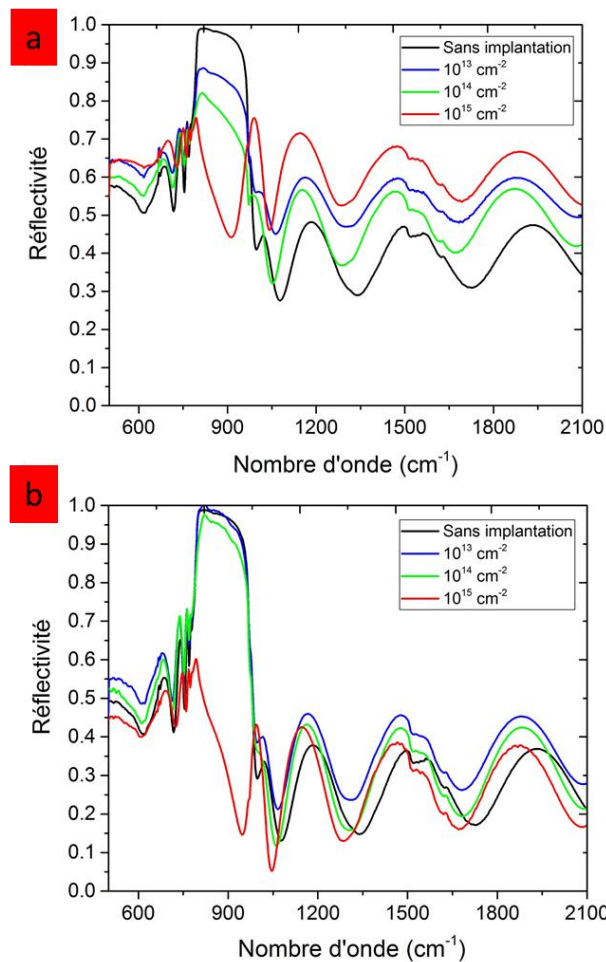 a
1.0
0.9
0.8
0.7
0.6
0.5
0.4
0.3
0.2
0.1
0.0
Réflectivité
Sans implantation
10¹³ cm⁻²
10¹⁴ cm⁻²
10¹⁵ cm⁻²
600 900 1200 1500 1800 2100
Nombre d'onde (cm⁻¹)
b
1.0
0.9
0.8
0.7
0.6
0.5
0.4
0.3
0.2
0.1
0.0
Réflectivité
Sans implantation
10¹³ cm⁻²
10¹⁴ cm⁻²
10¹⁵ cm⁻²
600 900 1200 1500 1800 2100
Nombre d'onde (cm⁻¹)